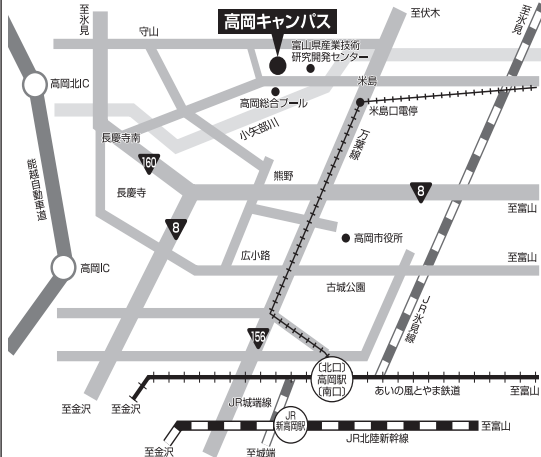 至氷見
守山
高岡キャンパス
至伏木
至氷見
富山県産業技術
研究開発センター
米島
高岡北IC
高岡総合プール
米島口電停
小矢部川
万葉線
長慶寺南
160
熊野
能越自動車道
長慶寺
8
8
至富山
高岡市役所
広小路
至富山
高岡IC
古城公園
JR氷見線
156
〔北口〕
高岡駅
〔南口〕
あいの風とやま鉄道
至富山
至金沢
至金沢
JR城端線
JR
新高岡駅
至富山
JR北陸新幹線
至金沢
至城端